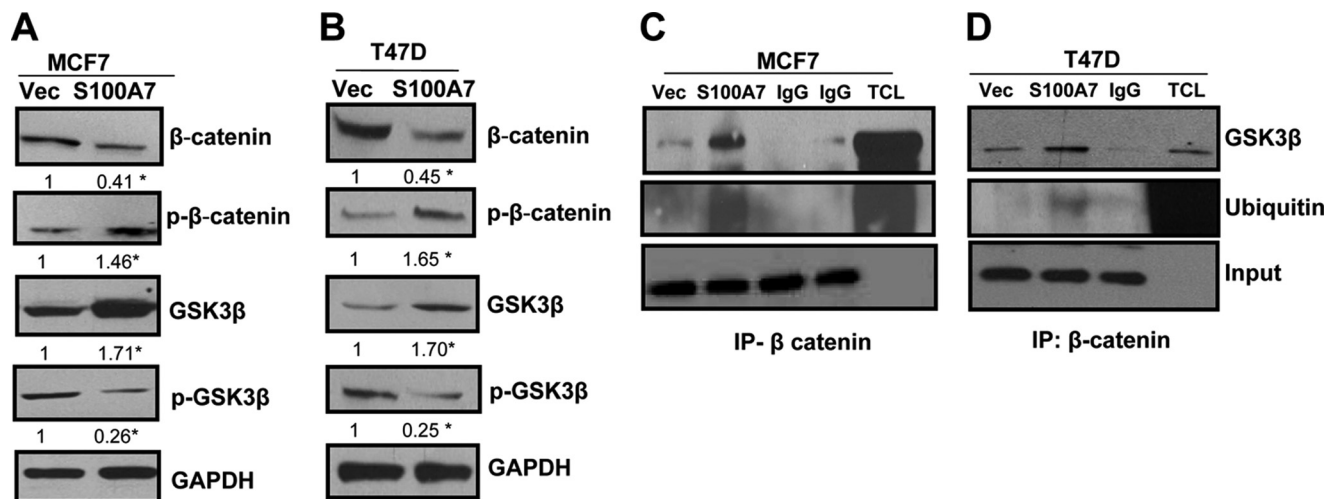 A
MCF7
Vec S100A7
β-catenin
1 0.41 *
p-β-catenin
1 1.46*
GSK3β
1 1.71*
p-GSK3β
1 0.26*
GAPDH
B
T47D
Vec S100A7
β-catenin
1 0.45 *
p-β-catenin
1 1.65 *
GSK3β
1 1.70*
p-GSK3β
1 0.25 *
GAPDH
C
MCF7
Vec S100A7 IgG IgG TCL
IP- β catenin
D
T47D
Vec S100A7 IgG TCL
GSK3β
Ubiquitin
Input
IP: β-catenin